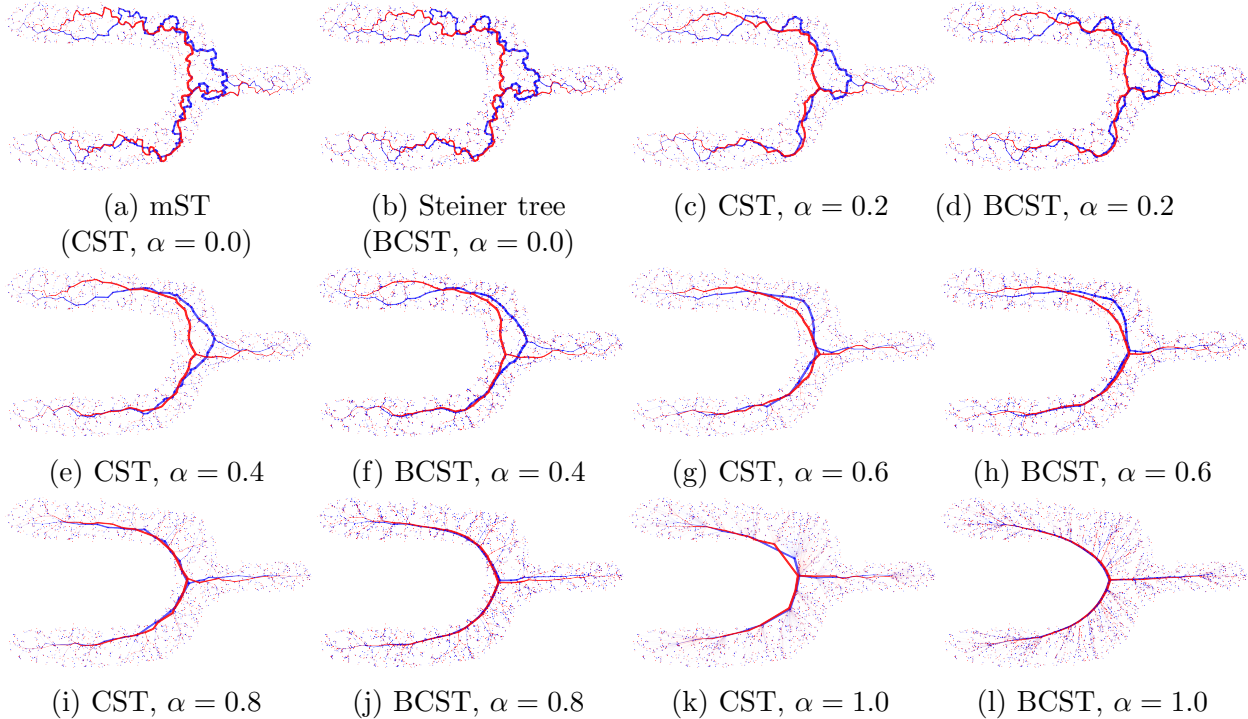 (a) mST
(CST, α = 0.0)
(b) Steiner tree
(BCST, α = 0.0)
(c) CST, α = 0.2
(d) BCST, α = 0.2
(e) CST, α = 0.4
(f) BCST, α = 0.4
(g) CST, α = 0.6
(h) BCST, α = 0.6
(i) CST, α = 0.8
(j) BCST, α = 0.8
(k) CST, α = 1.0
(l) BCST, α = 1.0